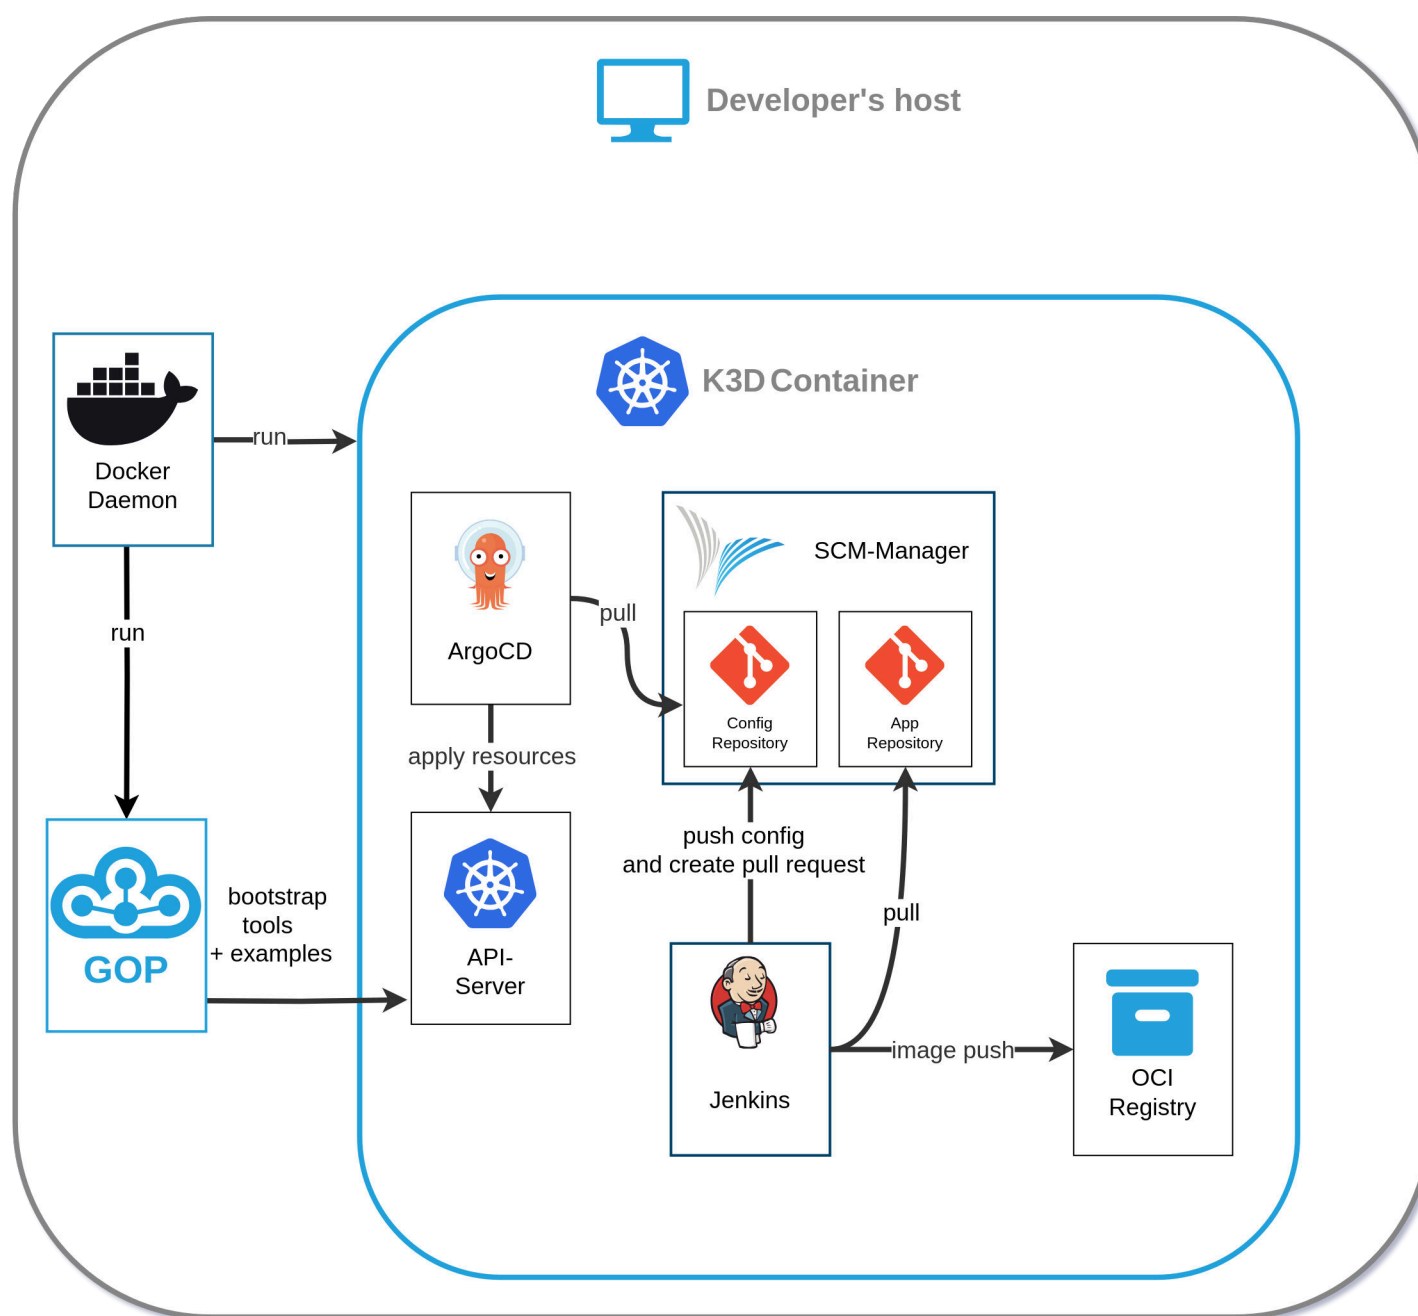 Developer's host
K3D Container
Docker
Daemon
run
run
GOP
bootstrap
tools
+ examples
ArgoCD
pull
apply resources
API-
Server
SCM-Manager
Config
Repository
App
Repository
push config
and create pull request
pull
Jenkins
image push
OCI
Registry